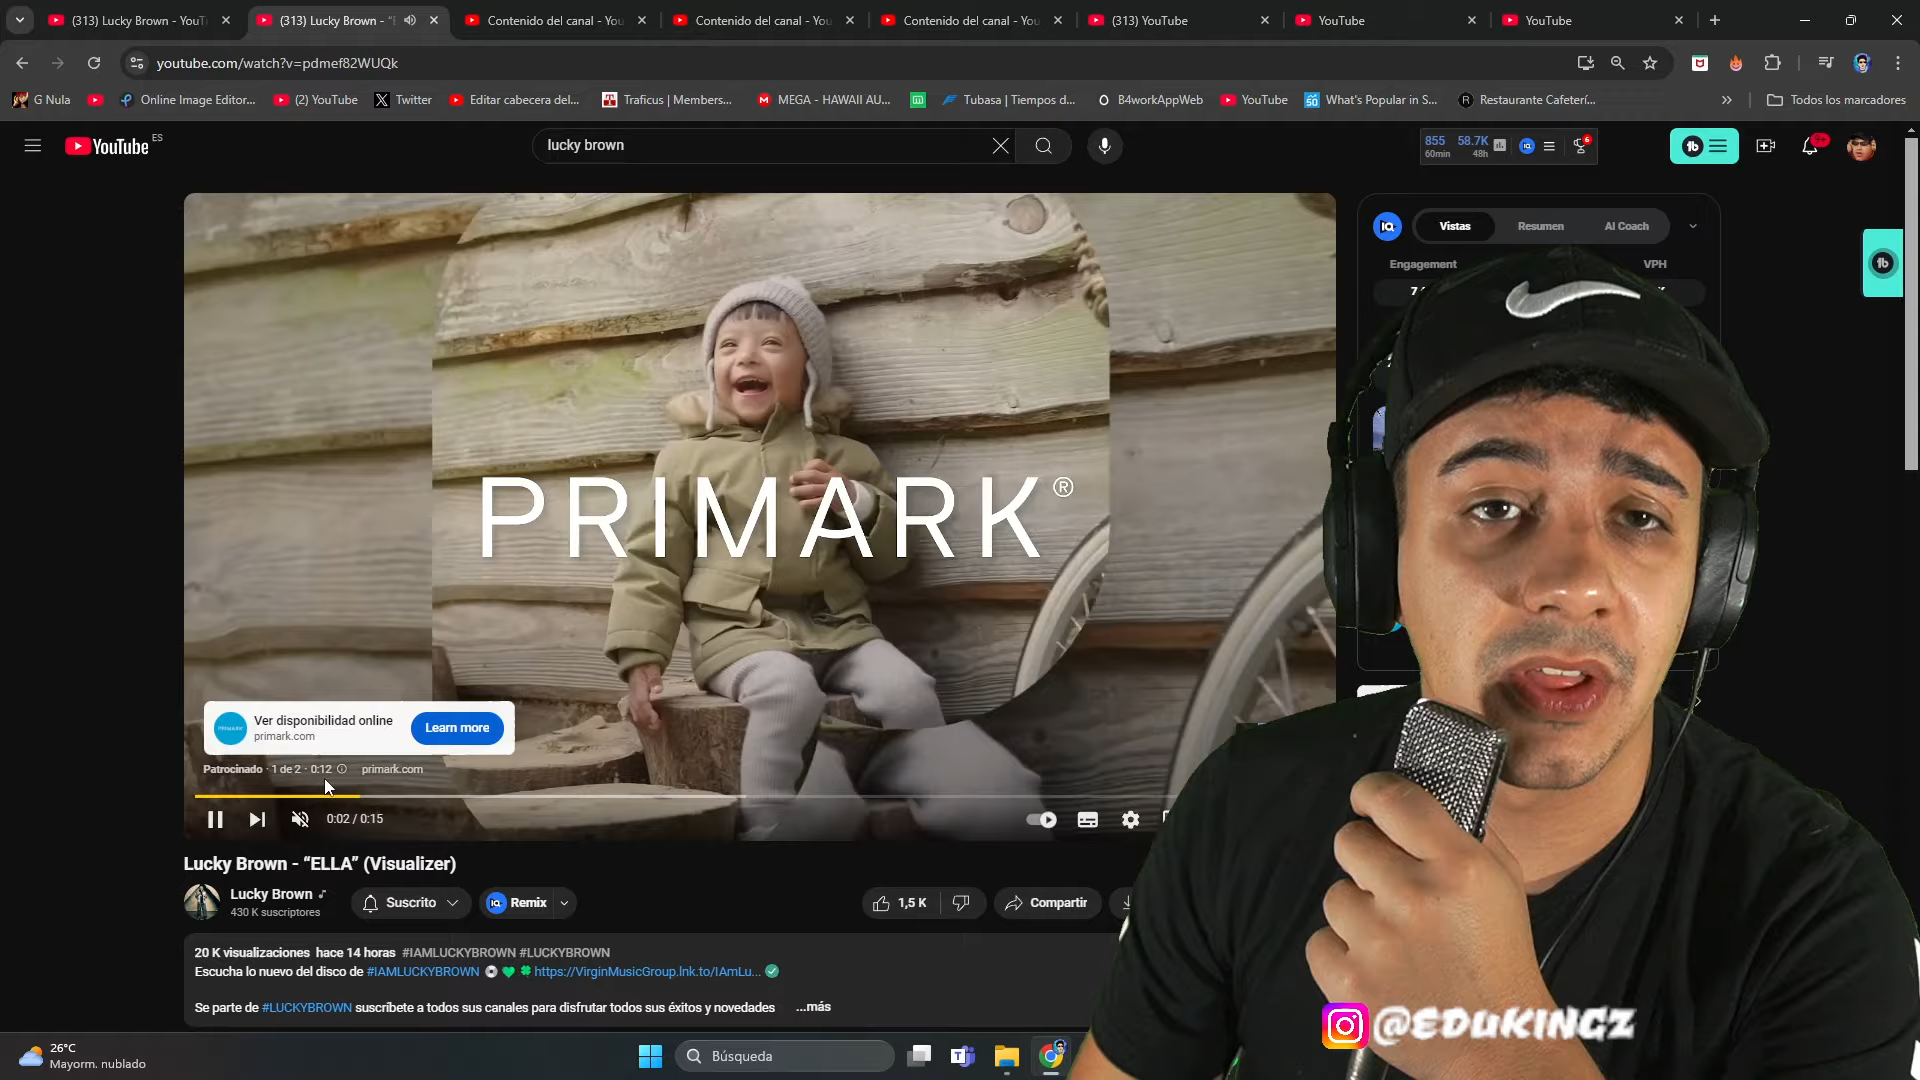 (313) Lucky Brown - YouT
(313) Lucky Brown - "E
Contenido del canal - You
Contenido del canal - You
Contenido del canal - You
(313) YouTube
YouTube
YouTube
youtube.com/watch?v=pdmef82WUQk
G Nula
Online Image Editor...
(2) YouTube
Twitter
Editar cabecera del...
Traficus | Members...
MEGA - HAWAII AU...
Tubasa | Tiempos d...
B4workAppWeb
YouTube
What's Popular in S...
Restaurante Cafeterí...
Todos los marcadores
YouTube ES
lucky brown
855 58.7K
60min 48h
6
9+
Vistas Resumen AI Coach
Engagement VPH
PRIMARK®
Ver disponibilidad online
primark.com
Learn more
Patrocinado · 1 de 2 · 0:12 primark.com
0:02 / 0:15
Lucky Brown - “ELLA” (Visualizer)
Lucky Brown
430 K suscriptores
Suscrito
Remix
1,5 K
Compartir
20 K visualizaciones hace 14 horas #IAMLUCKYBROWN #LUCKYBROWN
Escucha lo nuevo del disco de #IAMLUCKYBROWN https://VirginMusicGroup.lnk.to/IAmLu...
Se parte de #LUCKYBROWN suscríbete a todos sus canales para disfrutar todos sus éxitos y novedades ...más
@EDUKINGZ
26°C
Mayorm. nublado
Búsqueda